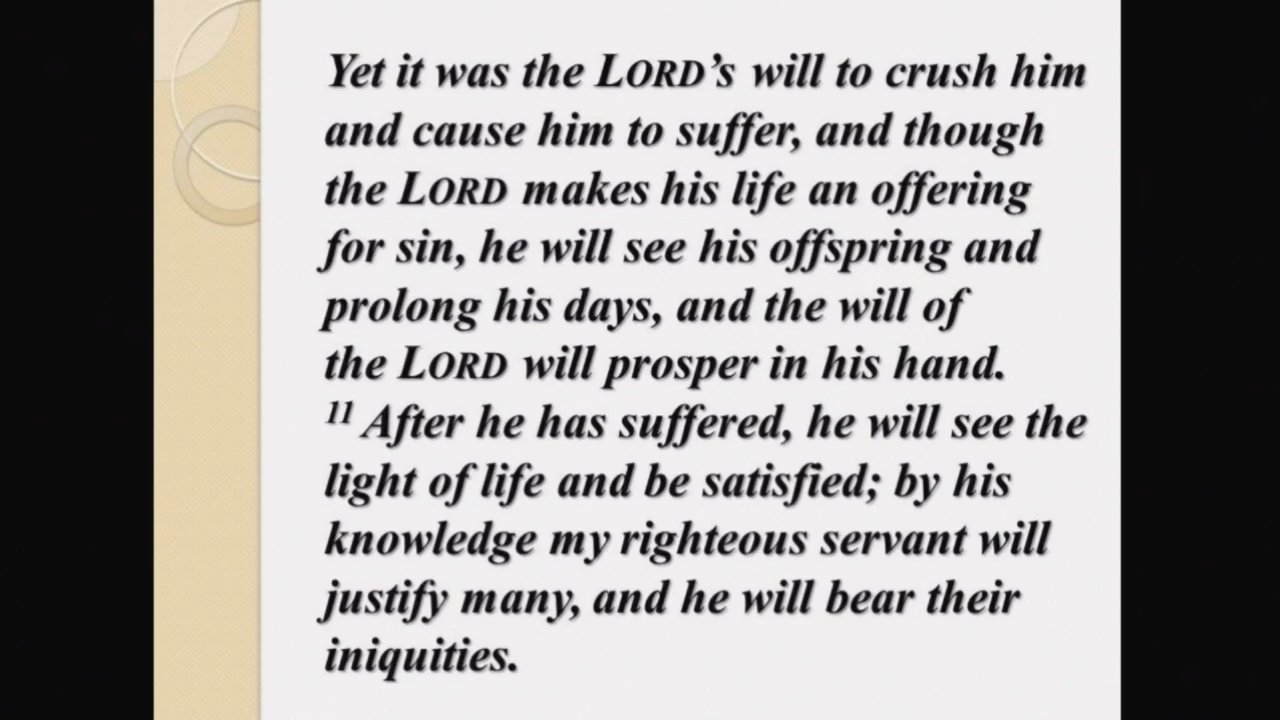 Yet it was the LORD’s will to crush him
and cause him to suffer, and though
the LORD makes his life an offering
for sin, he will see his offspring and
prolong his days, and the will of
the LORD will prosper in his hand.
11 After he has suffered, he will see the
light of life and be satisfied; by his
knowledge my righteous servant will
justify many, and he will bear their
iniquities.